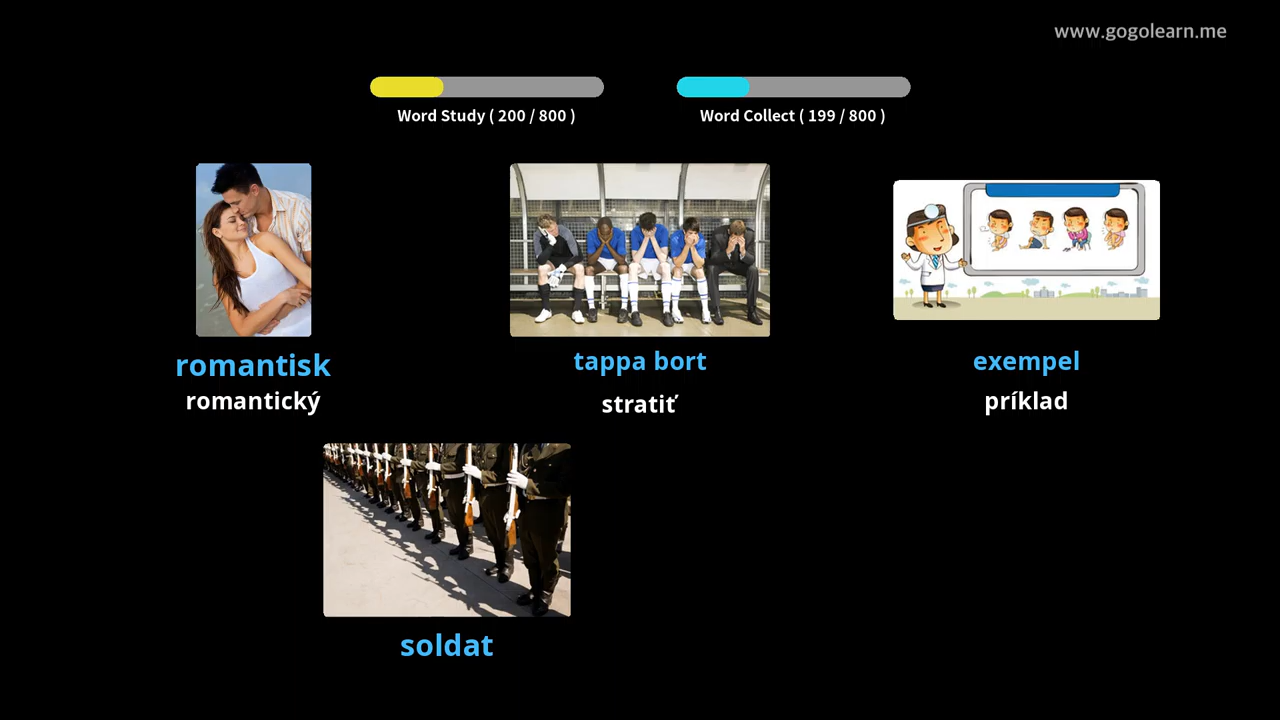 www.gogolearn.me
Word Study ( 200 / 800 )
Word Collect ( 199 / 800 )
romantisk
romantický
tappa bort
stratiť
exempel
príklad
soldat